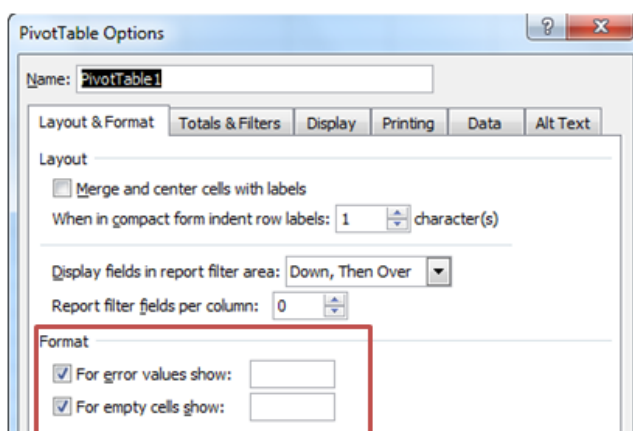 PivotTable Options
Name: PivotTable1
Layout & Format Totals & Filters Display Printing Data Alt Text
Layout
Merge and center cells with labels
When in compact form indent row labels: 1 character(s)
Display fields in report filter area: Down, Then Over
Report filter fields per column: 0
Format
For error values show:
For empty cells show: